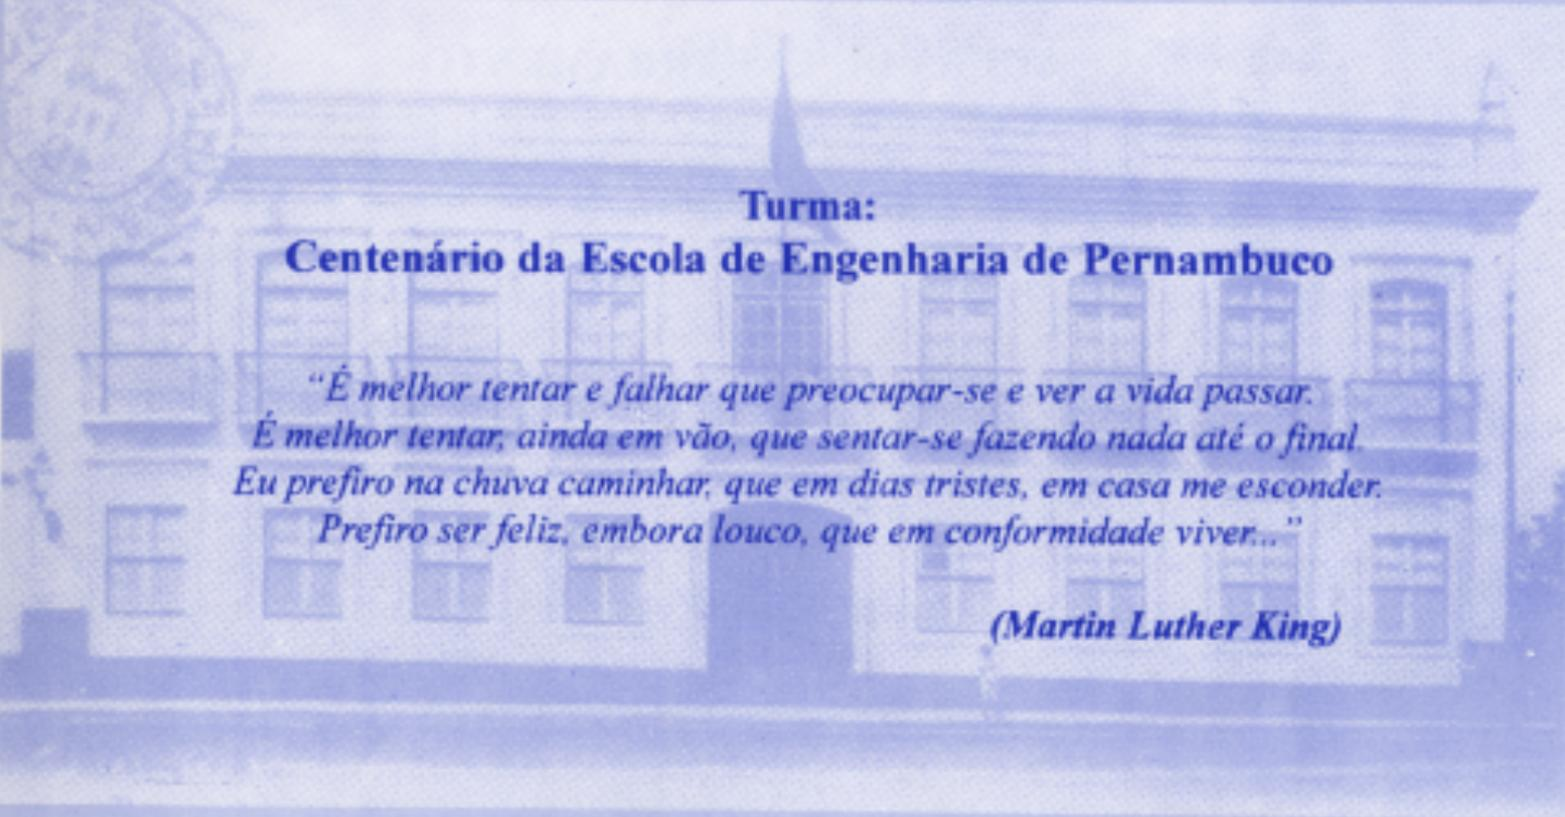 Turma:
Centenário da Escola de Engenharia de Pernambuco
“É melhor tentar e falhar que preocupar-se e ver a vida passar.
É melhor tentar, ainda em vão, que sentar-se fazendo nada até o final.
Eu prefiro na chuva caminhar, que em dias tristes, em casa me esconder.
Prefiro ser feliz, embora louco, que em conformidade viver...”
(Martin Luther King)